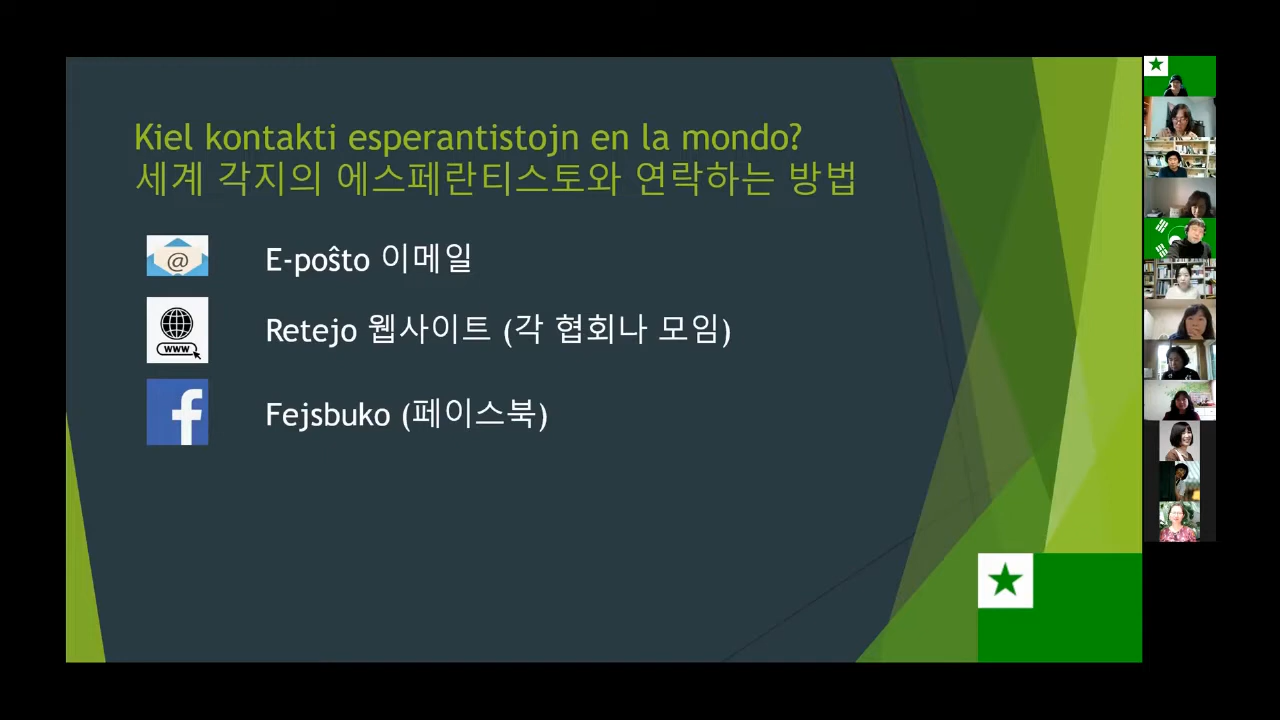 Kiel kontakti esperantistojn en la mondo?
세계 각지의 에스페란티스토와 연락하는 방법
@
E-poŝto 이메일
www
Retejo 웹사이트 (각 협회나 모임)
f
Fejsbuko (페이스북)